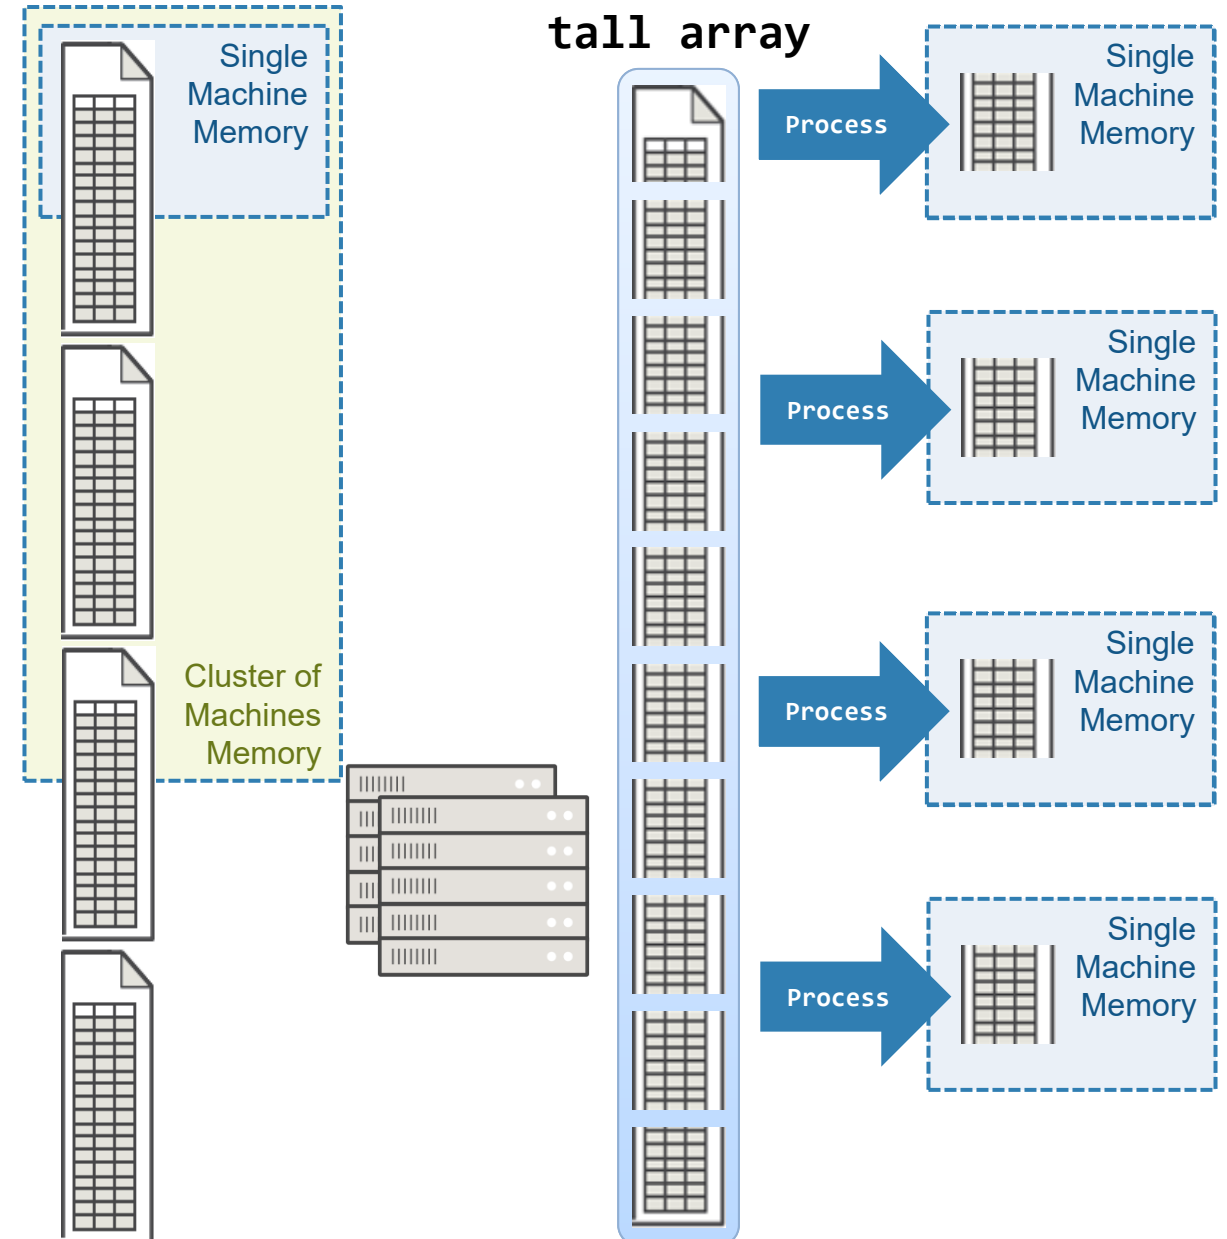 Single
Machine
Memory
Cluster of
Machines
Memory
tall array
Process
Single
Machine
Memory
Process
Single
Machine
Memory
Process
Single
Machine
Memory
Process
Single
Machine
Memory